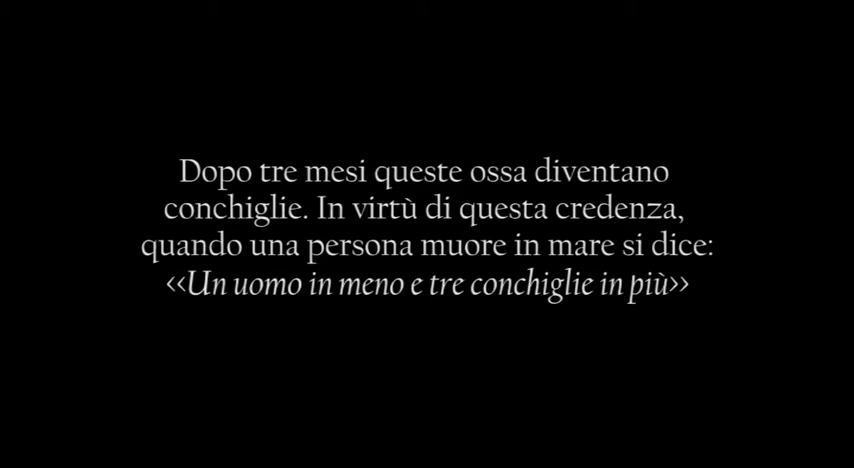 Dopo tre mesi queste ossa diventano
conchiglie. In virtù di questa credenza,
quando una persona muore in mare si dice:
<<Un uomo in meno e tre conchiglie in più>>